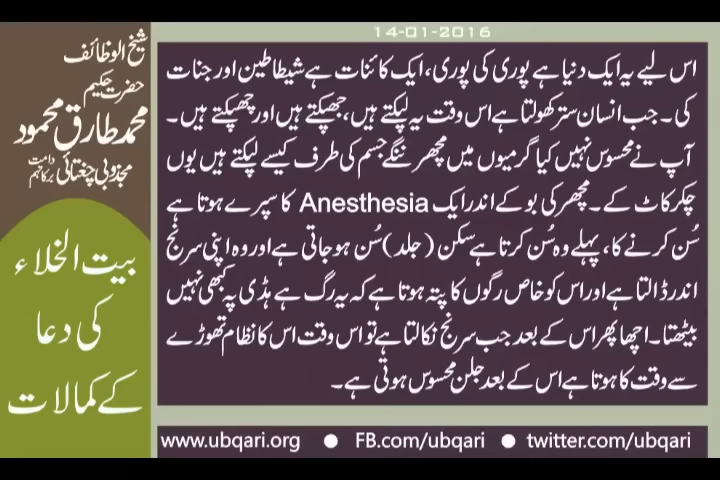 14-01-2016
شیخ الوظائف
حضرت حکیم
محمد طارق محمود
مجذوبی چغتائی دامت برکاتہم
بیت الخلاء
کی دعا
کے کمالات
اس لیے یہ ایک دنیا ہے پوری کی پوری، ایک کائنات ہے شیطاطین اور جنات
کی۔ جب انسان ستر کھولتا ہے اس وقت یہ لپکتے ہیں، جھپکتے ہیں اور چھپکتے ہیں۔
آپ نے محسوس نہیں کیا گرمیوں میں مچھر ننگے جسم کی طرف کیسے لپکتے ہیں یوں
چکر کاٹ کے۔ مچھر کی بو کے اندر ایک Anesthesia کا سپرے ہوتا ہے
سُن کرنے کا، پہلے وہ سُن کرتا ہے سکن (جلد) سُن ہو جاتی ہے اور وہ اپنی سرنج
اندر ڈالتا ہے اور اس کو خاص رگوں کا پتہ ہوتا ہے کہ یہ رگ ہے ہڈی پہ کبھی نہیں
بیٹھتا۔ اچھا پھر اس کے بعد جب سرنج نکالتا ہے تو اس وقت اس کا نظام تھوڑے
سے وقت کا ہوتا ہے اس کے بعد جلن محسوس ہوتی ہے۔
www.ubqari.org ● FB.com/ubqari ● twitter.com/ubqari